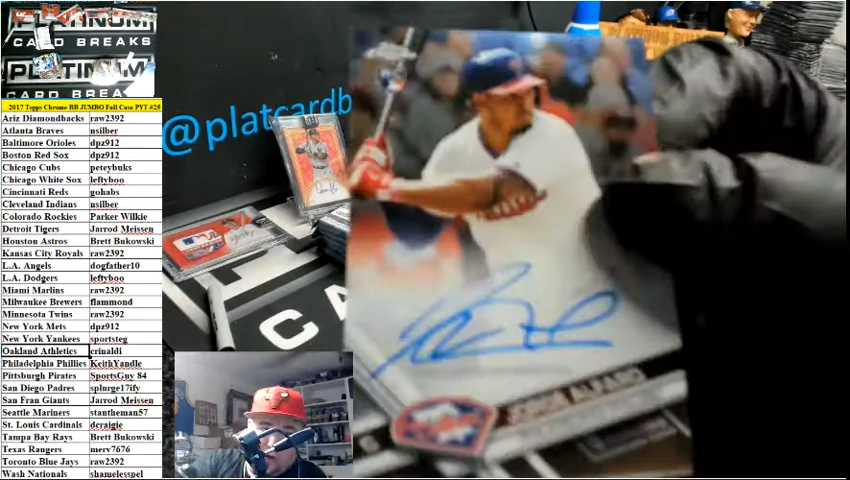 PLATINUM
CARD BREAKS
PLATINUM
CARD BREAKS
2017 Topps Chrome BB JUMBO Full Case PYT #25
Ariz Diamondbacks raw2392
Atlanta Braves nsilber
Baltimore Orioles dpz912
Boston Red Sox dpz912
Chicago Cubs peteybuks
Chicago White Sox leftyboo
Cincinnati Reds gohabs
Cleveland Indians nsilber
Colorado Rockies Parker Wilkie
Detroit Tigers Jarrod Meissen
Houston Astros Brett Bukowski
Kansas City Royals raw2392
L.A. Angels dogfather10
L.A. Dodgers leftyboo
Miami Marlins raw2392
Milwaukee Brewers flammond
Minnesota Twins raw2392
New York Mets dpz912
New York Yankees sportsteg
Oakland Athletics crinaldi
Philadelphia Phillies KeithYandle
Pittsburgh Pirates SportsGuy 84
San Diego Padres splurge17ify
San Fran Giants Jarrod Meissen
Seattle Mariners stantheman57
St. Louis Cardinals dcraigie
Tampa Bay Rays Brett Bukowski
Texas Rangers merv7676
Toronto Blue Jays raw2392
Wash Nationals shamelesspel
@platcardb
CA
JORGE ALFARO